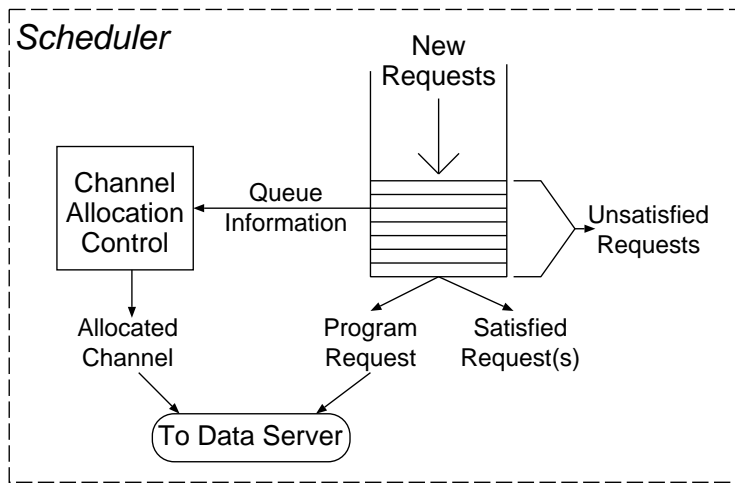 Scheduler
New
Requests
Channel
Allocation
Control
Queue
Information
Unsatisfied
Requests
Allocated
Channel
Program
Request
Satisfied
Request(s)
To Data Server